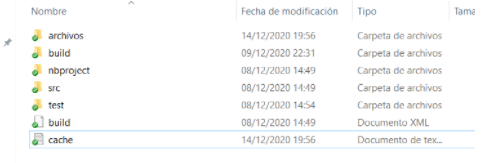 Nombre Fecha de modificación Tipo Tama
archivos 14/12/2020 19:56 Carpeta de archivos
build 09/12/2020 22:31 Carpeta de archivos
nbproject 08/12/2020 14:49 Carpeta de archivos
src 08/12/2020 14:49 Carpeta de archivos
test 08/12/2020 14:54 Carpeta de archivos
build 08/12/2020 14:49 Documento XML
cache 14/12/2020 19:56 Documento de tex...